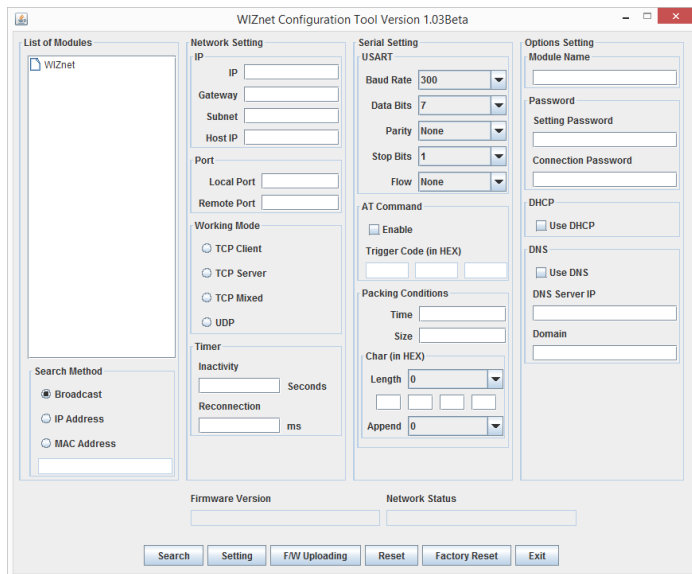 WIZnet Configuration Tool Version 1.03Beta
List of Modules
WIZnet
Search Method
Broadcast
IP Address
MAC Address
Network Setting
IP
IP
Gateway
Subnet
Host IP
Port
Local Port
Remote Port
Working Mode
TCP Client
TCP Server
TCP Mixed
UDP
Timer
Inactivity
Seconds
Reconnection
ms
Serial Setting
USART
Baud Rate 300
Data Bits 7
Parity None
Stop Bits 1
Flow None
AT Command
Enable
Trigger Code (in HEX)
Packing Conditions
Time
Size
Char (in HEX)
Length 0
Append 0
Options Setting
Module Name
Password
Setting Password
Connection Password
DHCP
Use DHCP
DNS
Use DNS
DNS Server IP
Domain
Firmware Version Network Status
Search Setting F/W Uploading Reset Factory Reset Exit